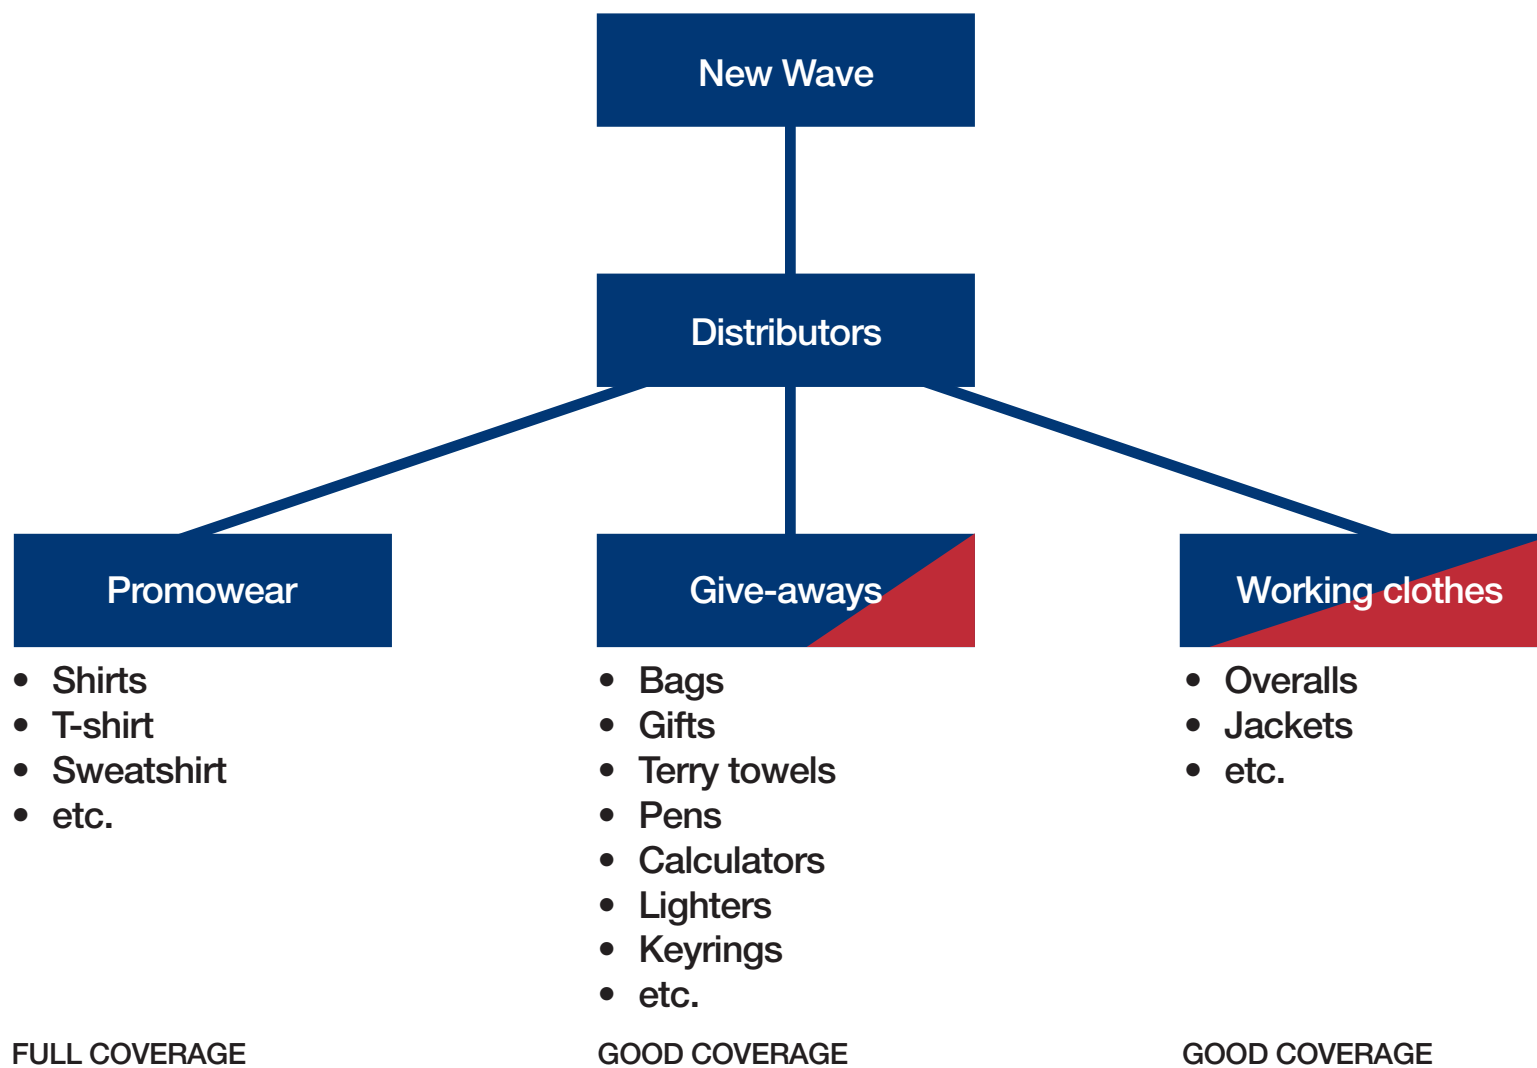 New Wave
Distributors
Promowear
• Shirts
• T-shirt
• Sweatshirt
• etc.
FULL COVERAGE
Give-aways
• Bags
• Gifts
• Terry towels
• Pens
• Calculators
• Lighters
• Keyrings
• etc.
GOOD COVERAGE
Working clothes
• Overalls
• Jackets
• etc.
GOOD COVERAGE